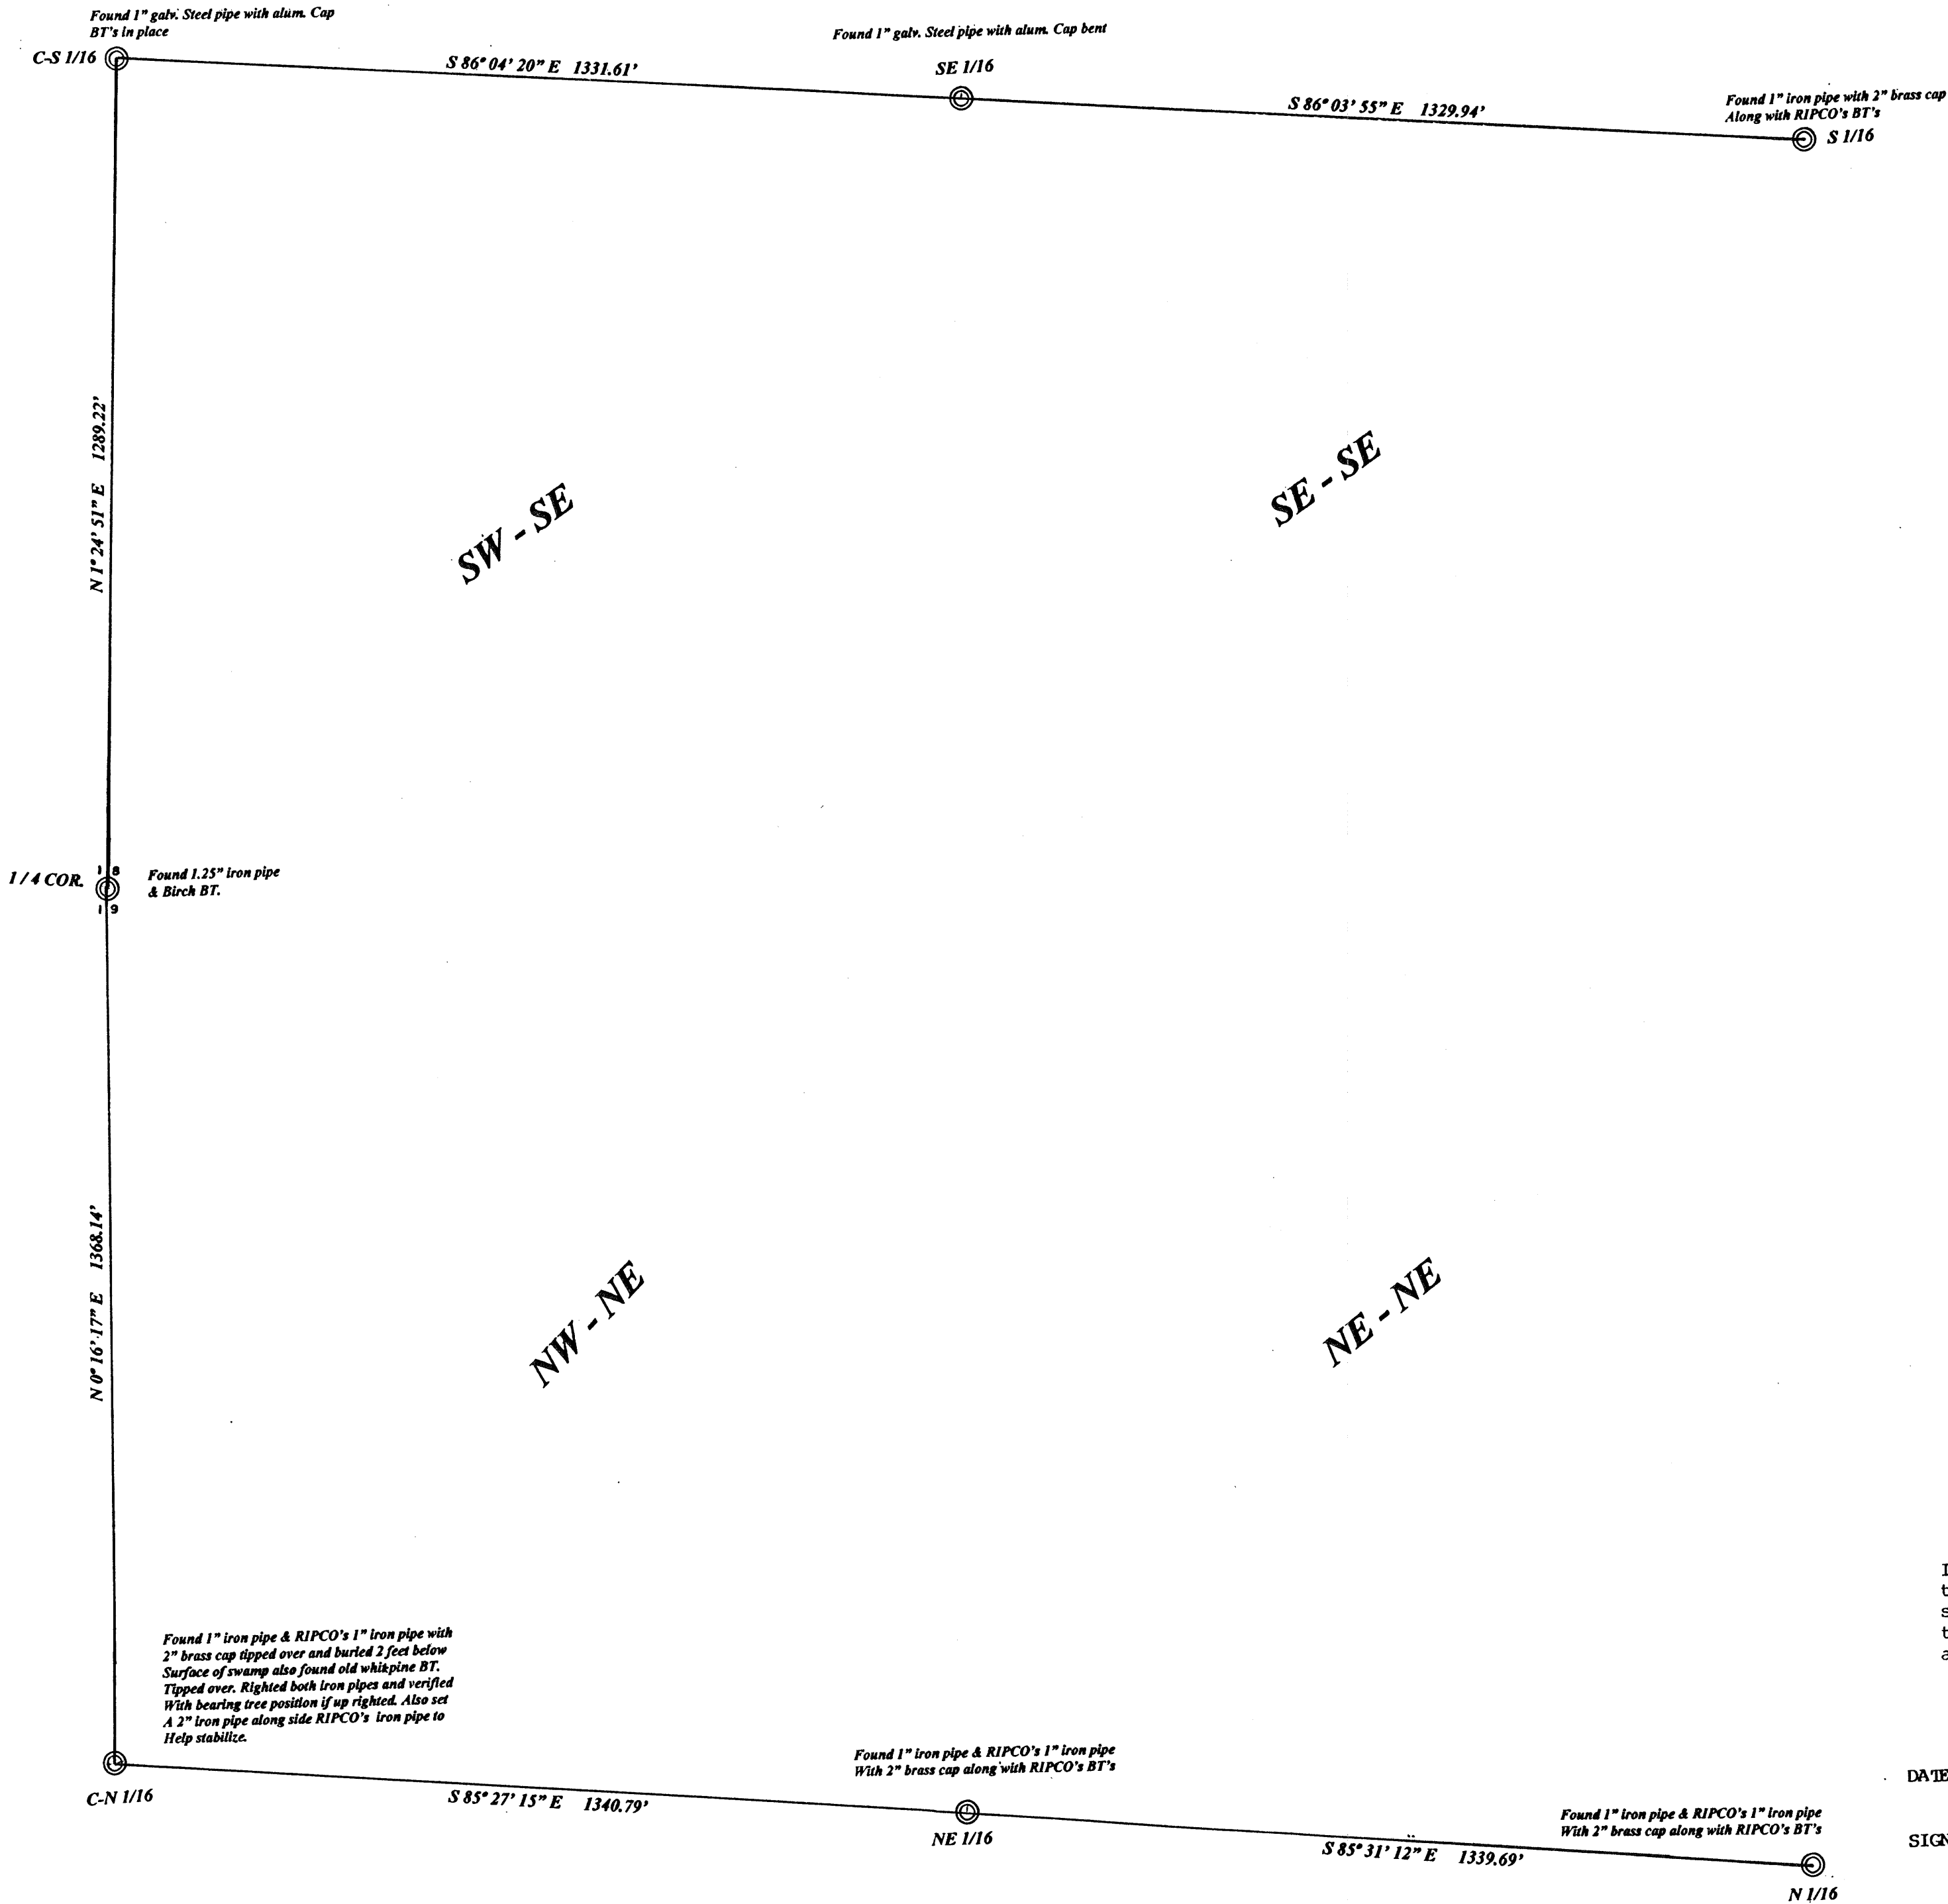 Found 1" galv. Steel pipe with alum. Cap
BT's in place
C-S 1/16
S 86° 04' 20" E 1331.61'
Found 1" galv. Steel pipe with alum. Cap bent
SE 1/16
S 86° 03' 55" E 1329.94'
Found 1" iron pipe with 2" brass cap
Along with RIPCO's BT's
S 1/16
N 1° 24' 51" E 1289.22'
SW - SE
SE - SE
1 / 4 COR.
18
19
Found 1.25" iron pipe
& Birch BT.
N 0° 16' 17" E 1368.14'
NW - NE
NE - NE
Found 1" iron pipe & RIPCO's 1" iron pipe with
2" brass cap tipped over and buried 2 feet below
Surface of swamp also found old whitepine BT.
Tipped over. Righted both iron pipes and verified
With bearing tree position if up righted. Also set
A 2" iron pipe along side RIPCO's iron pipe to
Help stabilize.
C-N 1/16
S 85° 27' 15" E 1340.79'
Found 1" iron pipe & RIPCO's 1" iron pipe
With 2" brass cap along with RIPCO's BT's
NE 1/16
S 85° 31' 12" E 1339.69'
Found 1" iron pipe & RIPCO's 1" iron pipe
With 2" brass cap along with RIPCO's BT's
N 1/16
DATE
SIGN